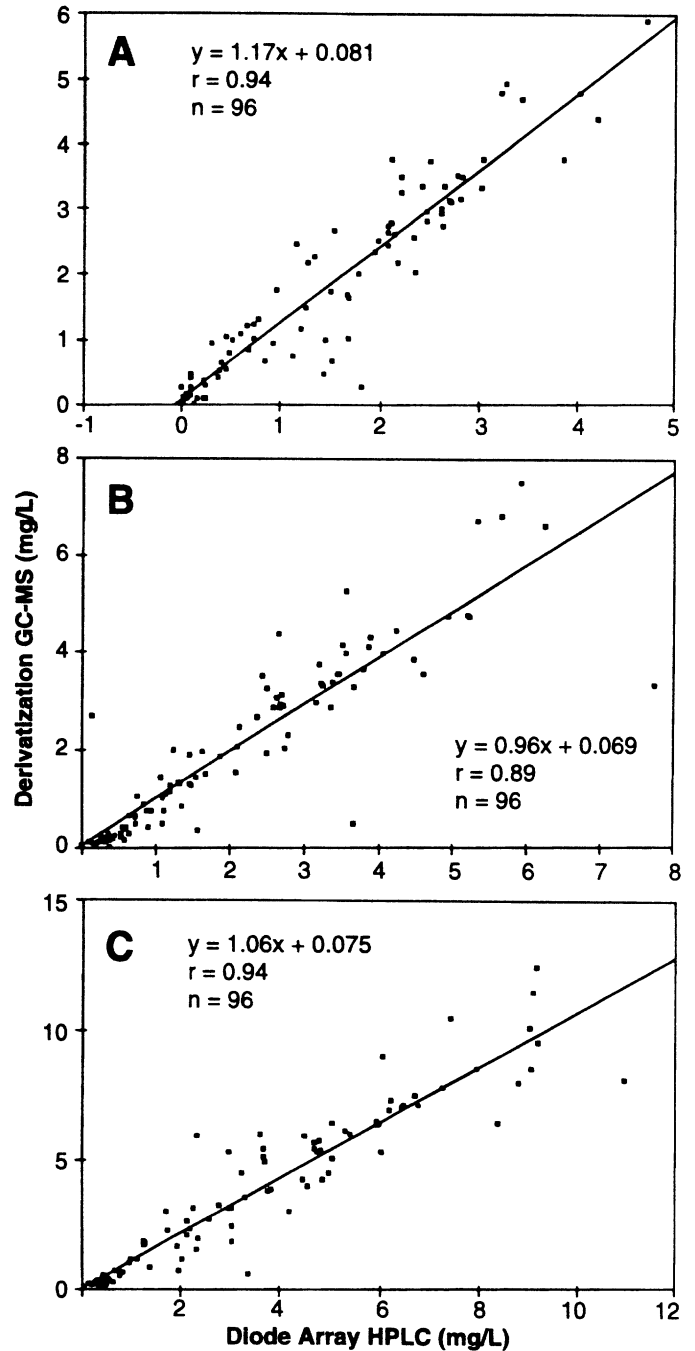 A
y = 1.17x + 0.081
r = 0.94
n = 96
6
5
4
3
2
1
0
-1 0 1 2 3 4 5
B
y = 0.96x + 0.069
r = 0.89
n = 96
8
6
4
2
0
1 2 3 4 5 6 7 8
Derivatization GC-MS (mg/L)
C
y = 1.06x + 0.075
r = 0.94
n = 96
15
10
5
0
2 4 6 8 10 12
Diode Array HPLC (mg/L)